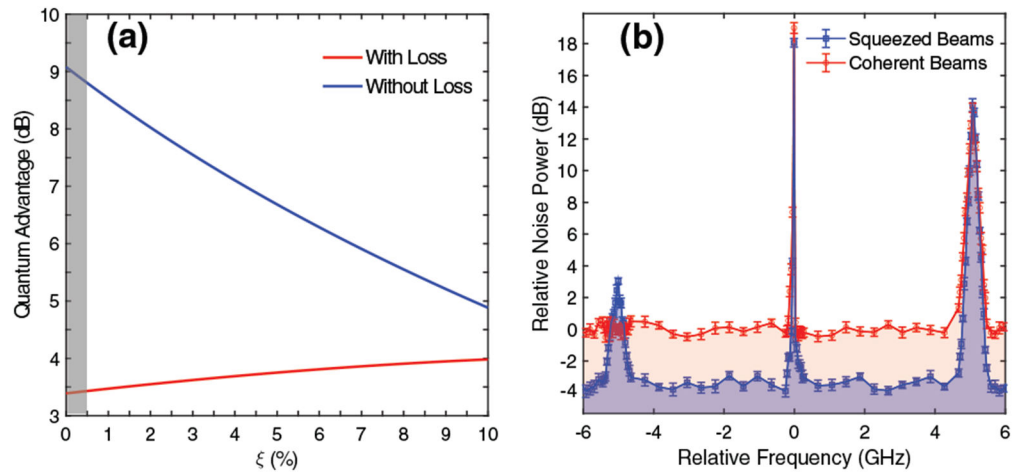 (a)
With Loss
Without Loss
Quantum Advantage (dB)
10
9
8
7
6
5
4
3
0 1 2 3 4 5 6 7 8 9 10
ξ (%)
(b)
Squeezed Beams
Coherent Beams
Relative Noise Power (dB)
18
16
14
12
10
8
6
4
2
0
-2
-4
-6 -4 -2 0 2 4 6
Relative Frequency (GHz)